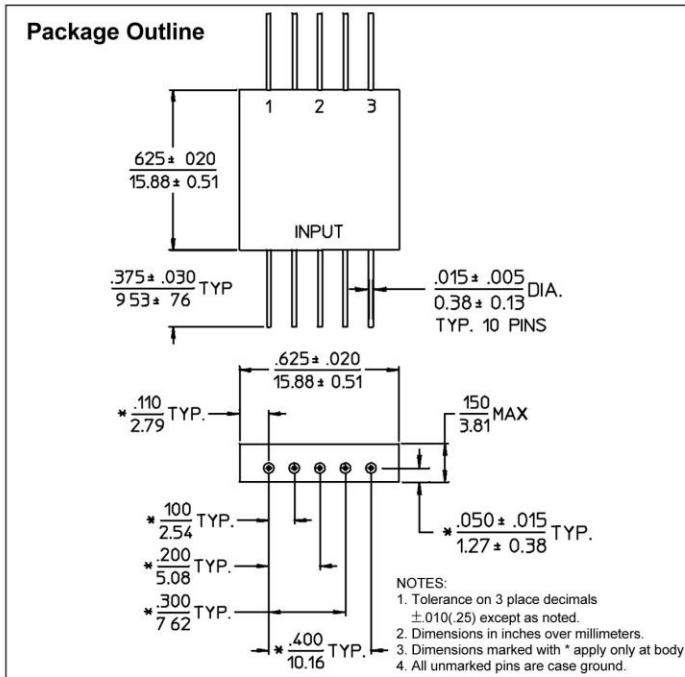 Package Outline
1 2 3
625± 020
15.88± 0.51
INPUT
.375± .030 TYP
9 53± 76
.015± .005 DIA.
0.38± 0.13
TYP. 10 PINS
.625± .020
15.88± 0.51
* .110 TYP.
2.79
150 MAX
3.81
* 100 TYP.
2.54
* .050± .015 TYP.
1.27± 0.38
* .200 TYP.
5.08
* .300 TYP.
7 62
* .400 TYP.
10.16
NOTES:
1. Tolerance on 3 place decimals
±.010(.25) except as noted.
2. Dimensions in inches over millimeters.
3. Dimensions marked with * apply only at body
4. All unmarked pins are case ground.